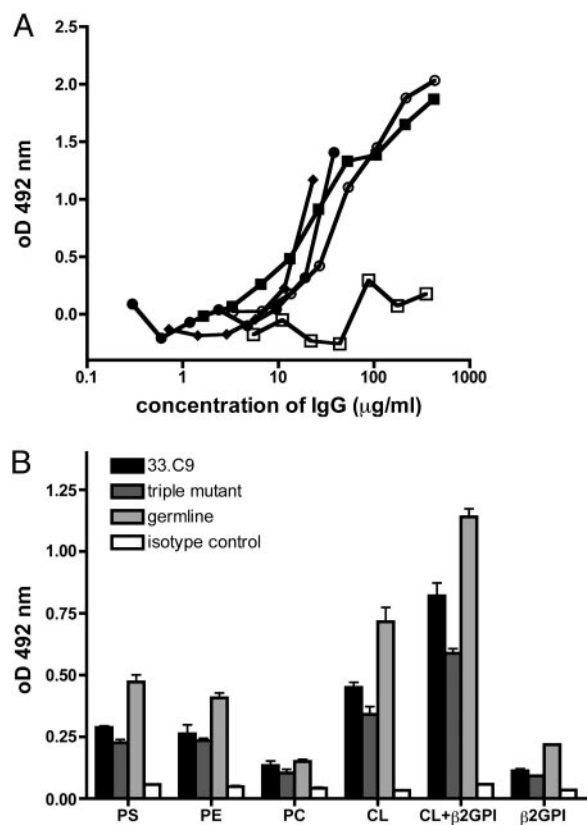 A
2.5
2.0
1.5
1.0
0.5
0.0
oD 492 nm
0.1 1 10 100 1000
concentration of IgG (μg/ml)
B
33.C9
triple mutant
germline
isotype control
1.25
1.00
0.75
0.50
0.25
0.00
oD 492 nm
PS PE PC CL CL+β2GPI β2GPI